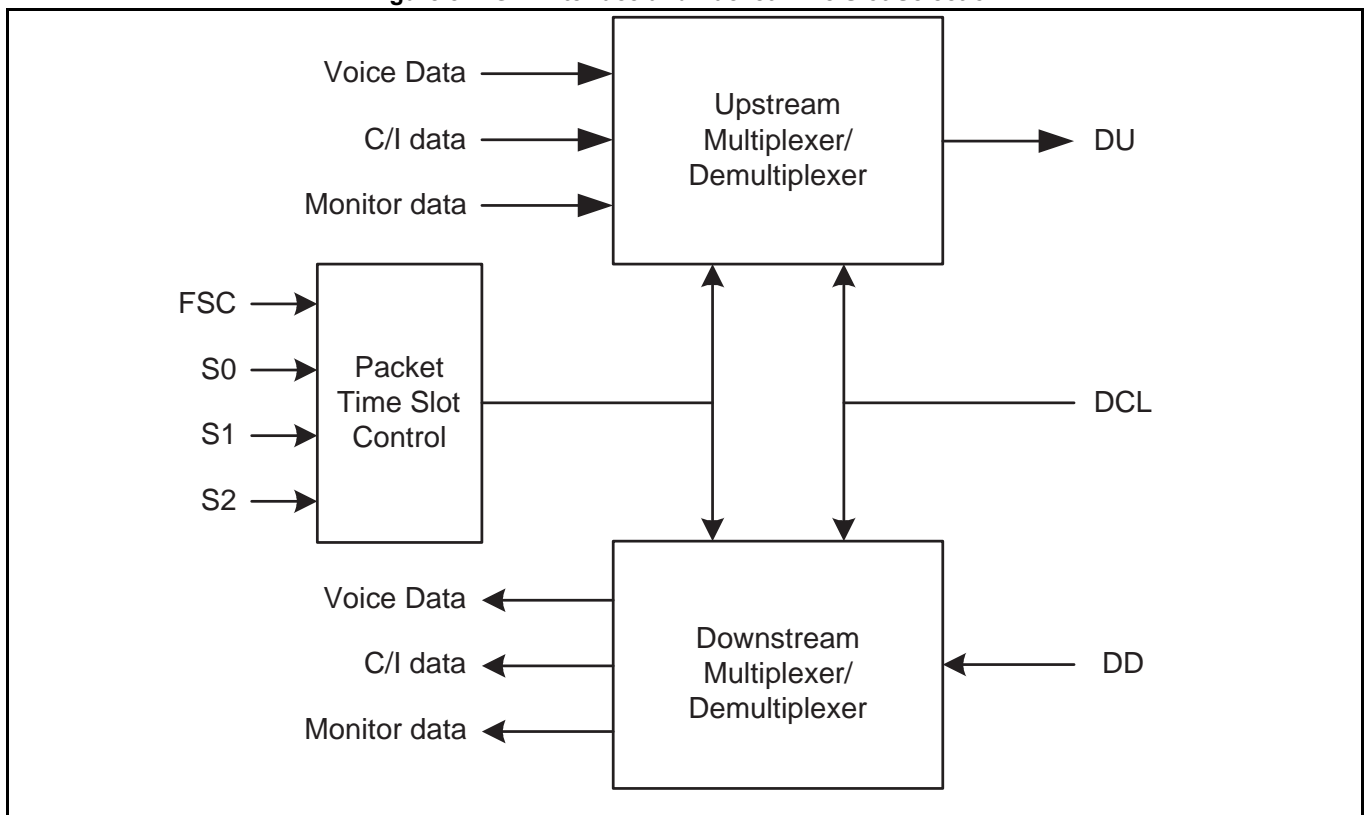 Voice Data
C/I data
Monitor data
Upstream
Multiplexer/
Demultiplexer
DU
FSC
S0
S1
S2
Packet
Time Slot
Control
DCL
Voice Data
C/I data
Monitor data
Downstream
Multiplexer/
Demultiplexer
DD